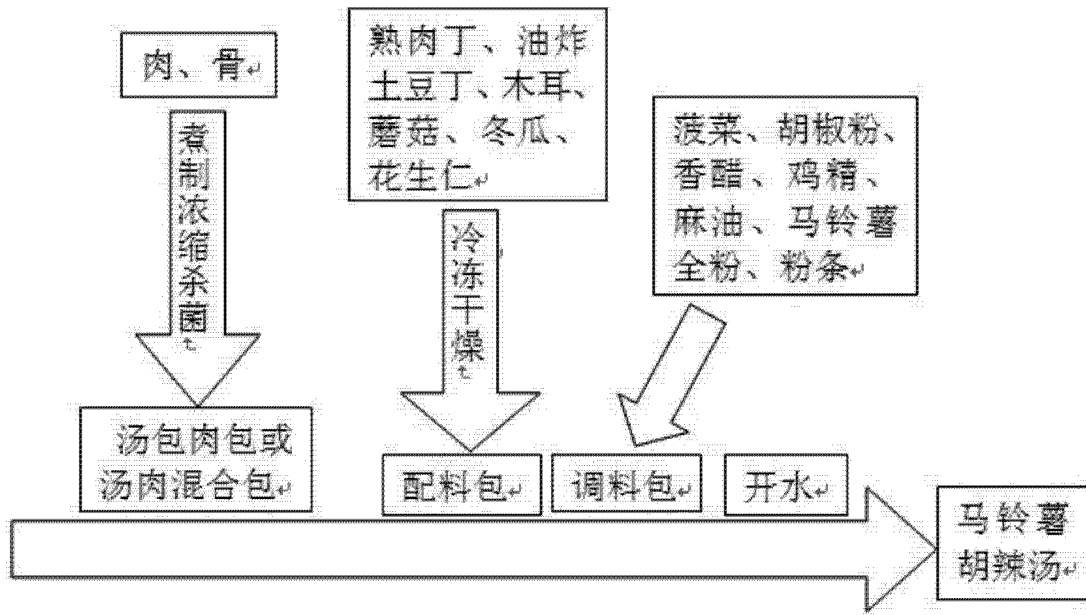 肉、骨
煮制浓缩杀菌
汤包肉包或
汤肉混合包
熟肉丁、油炸
土豆丁、木耳、
蘑菇、冬瓜、
花生仁
冷冻干燥
配料包
菠菜、胡椒粉、
香醋、鸡精、
麻油、马铃薯
全粉、粉条
调料包
开水
马铃薯
胡辣汤